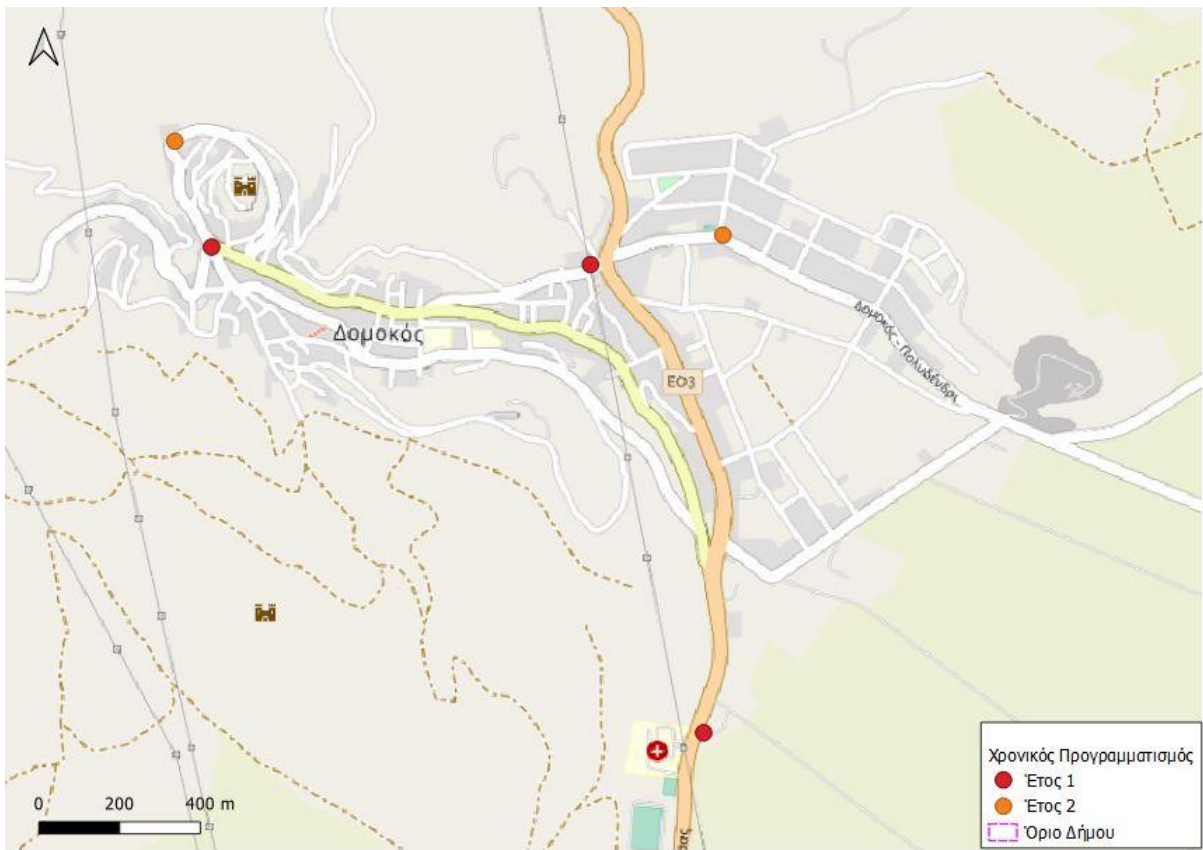 Δομοκός
ΕΟ3
Δομοκός - Πολυδένδρι
0 200 400 m
Χρονικός Προγραμματισμός
Έτος 1
Έτος 2
Όριο Δήμου